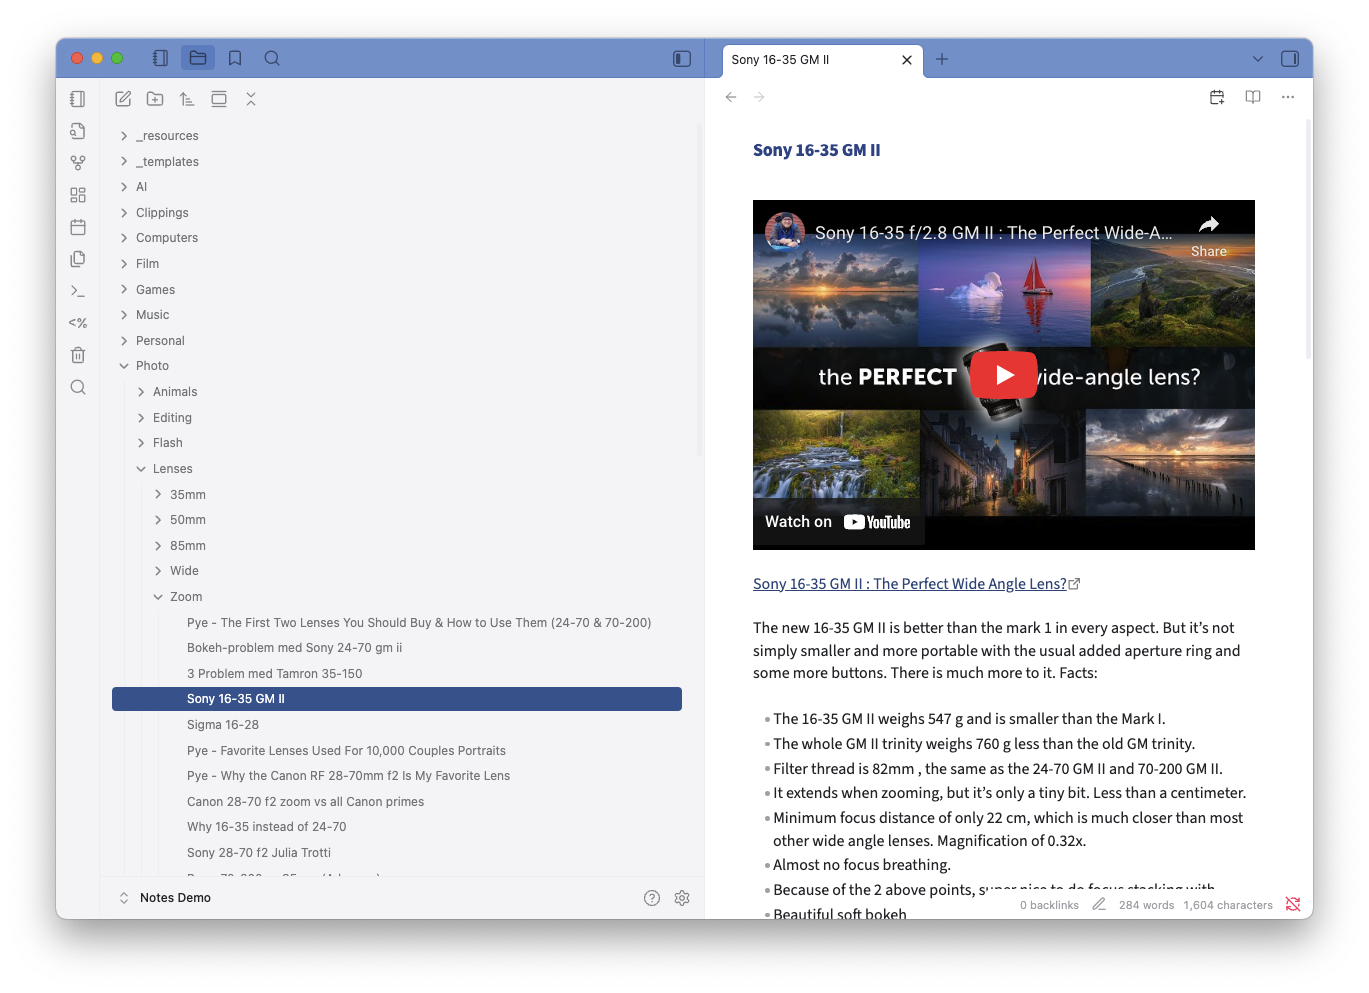 Sony 16-35 GM II
_resources
_templates
AI
Clippings
Computers
Film
Games
Music
Personal
Photo
Animals
Editing
Flash
Lenses
35mm
50mm
85mm
Wide
Zoom
Pye - The First Two Lenses You Should Buy & How to Use Them (24-70 & 70-200)
Bokeh-problem med Sony 24-70 gm ii
3 Problem med Tamron 35-150
Sony 16-35 GM II
Sigma 16-28
Pye - Favorite Lenses Used For 10,000 Couples Portraits
Pye - Why the Canon RF 28-70mm f2 Is My Favorite Lens
Canon 28-70 f2 zoom vs all Canon primes
Why 16-35 instead of 24-70
Sony 28-70 f2 Julia Trotti
Notes Demo
Sony 16-35 GM II
Sony 16-35 f/2.8 GM II : The Perfect Wide-A...
Share
the PERFECT wide-angle lens?
Watch on YouTube
Sony 16-35 GM II : The Perfect Wide Angle Lens?
The new 16-35 GM II is better than the mark 1 in every aspect. But it’s not
simply smaller and more portable with the usual added aperture ring and
some more buttons. There is much more to it. Facts:
The 16-35 GM II weighs 547 g and is smaller than the Mark I.
The whole GM II trinity weighs 760 g less than the old GM trinity.
Filter thread is 82mm , the same as the 24-70 GM II and 70-200 GM II.
It extends when zooming, but it’s only a tiny bit. Less than a centimeter.
Minimum focus distance of only 22 cm, which is much closer than most
other wide angle lenses. Magnification of 0.32x.
Almost no focus breathing.
Because of the 2 above points, super nice to do focus stacking with
Beautiful soft bokeh
0 backlinks 284 words 1,604 characters